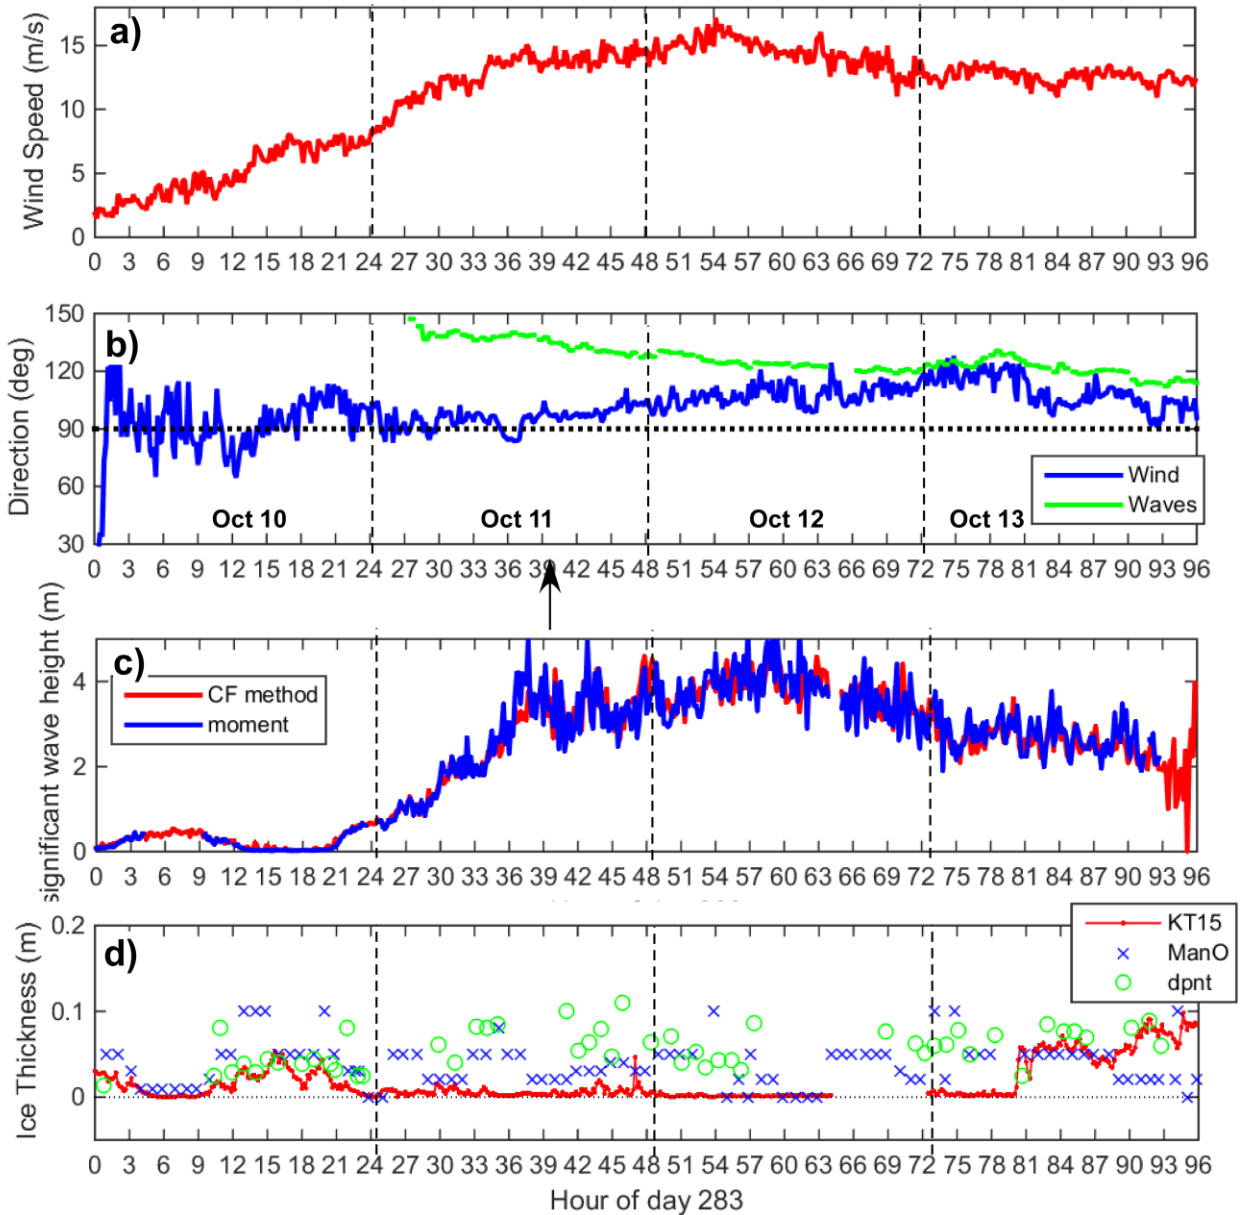 a)
Wind Speed (m/s)
15
10
5
0
0 3 6 9 12 15 18 21 24 27 30 33 36 39 42 45 48 51 54 57 60 63 66 69 72 75 78 81 84 87 90 93 96
b)
Direction (deg)
150
120
90
60
30
Wind
Waves
Oct 10 Oct 11 Oct 12 Oct 13
0 3 6 9 12 15 18 21 24 27 30 33 36 39 42 45 48 51 54 57 60 63 66 69 72 75 78 81 84 87 90 93 96
c)
significant wave height (m)
CF method
moment
4
2
0
0 3 6 9 12 15 18 21 24 27 30 33 36 39 42 45 48 51 54 57 60 63 66 69 72 75 78 81 84 87 90 93 96
d)
Ice Thickness (m)
0.2
0.1
0
KT15
ManO
dpnt
0 3 6 9 12 15 18 21 24 27 30 33 36 39 42 45 48 51 54 57 60 63 66 69 72 75 78 81 84 87 90 93 96
Hour of day 283